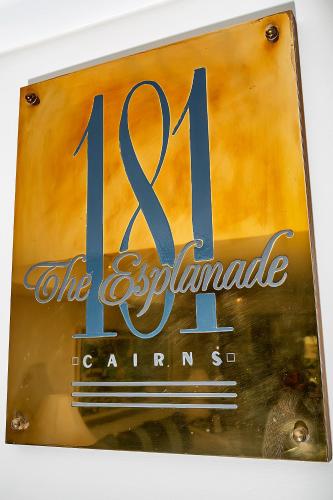 181
The Esplanade
CAIRNS